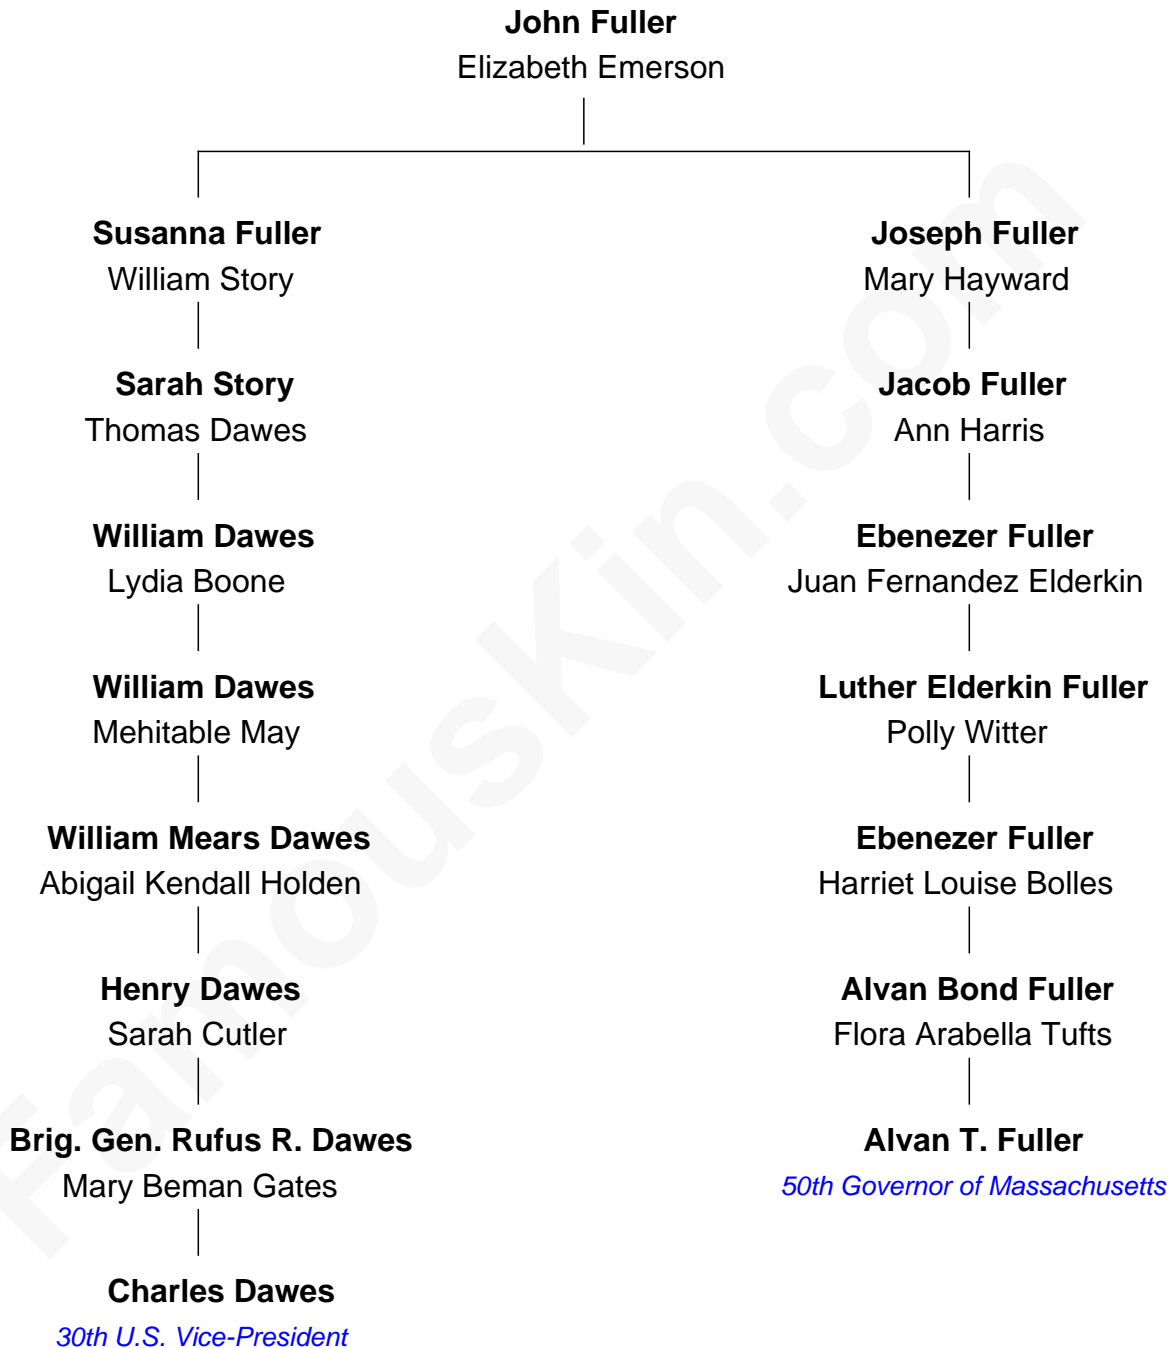 John Fuller
Elizabeth Emerson
Susanna Fuller
William Story
Joseph Fuller
Mary Hayward
Sarah Story
Thomas Dawes
Jacob Fuller
Ann Harris
William Dawes
Lydia Boone
Ebenezer Fuller
Juan Fernandez Elderkin
William Dawes
Mehitable May
Luther Elderkin Fuller
Polly Witter
William Mears Dawes
Abigail Kendall Holden
Ebenezer Fuller
Harriet Louise Bolles
Henry Dawes
Sarah Cutler
Alvan Bond Fuller
Flora Arabella Tufts
Brig. Gen. Rufus R. Dawes
Mary Beman Gates
Alvan T. Fuller
50th Governor of Massachusetts
Charles Dawes
30th U.S. Vice-President
FamousKin.com